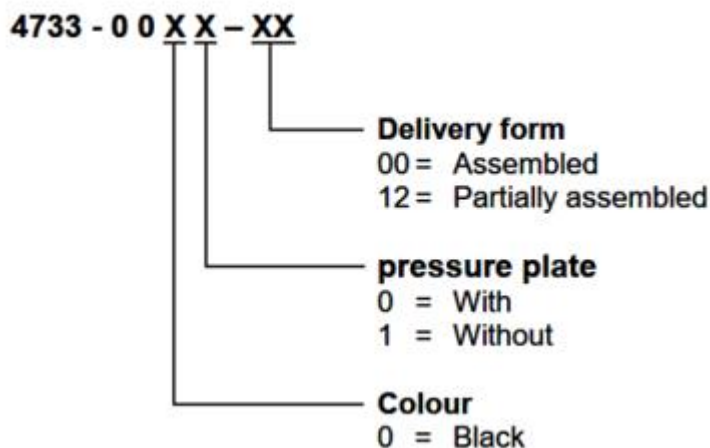 4733 - 0 0 X X – XX
Delivery form
00 = Assembled
12 = Partially assembled
pressure plate
0 = With
1 = Without
Colour
0 = Black